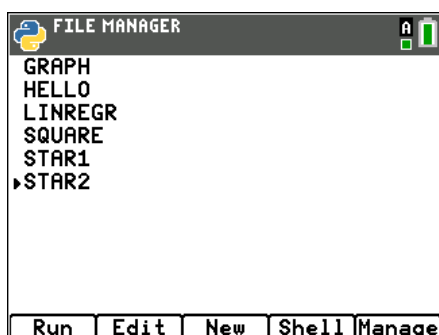 FILE MANAGER
A
GRAPH
HELLO
LINREGR
SQUARE
STAR1
STAR2
Run Edit New Shell Manage